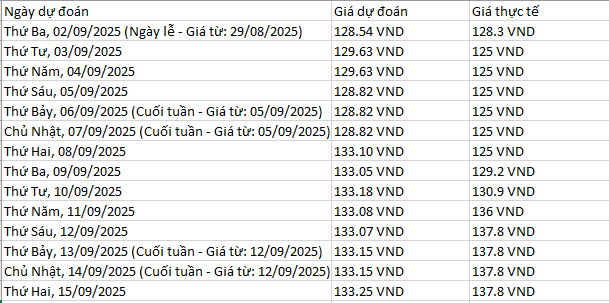 Ngày dự đoán Giá dự đoán Giá thực tế
Thứ Ba, 02/09/2025 (Ngày lễ - Giá từ: 29/08/2025) 128.54 VND 128.3 VND
Thứ Tư, 03/09/2025 129.63 VND 125 VND
Thứ Năm, 04/09/2025 129.63 VND 125 VND
Thứ Sáu, 05/09/2025 128.82 VND 125 VND
Thứ Bảy, 06/09/2025 (Cuối tuần - Giá từ: 05/09/2025) 128.82 VND 125 VND
Chủ Nhật, 07/09/2025 (Cuối tuần - Giá từ: 05/09/2025) 128.82 VND 125 VND
Thứ Hai, 08/09/2025 133.10 VND 125 VND
Thứ Ba, 09/09/2025 133.05 VND 129.2 VND
Thứ Tư, 10/09/2025 133.18 VND 130.9 VND
Thứ Năm, 11/09/2025 133.08 VND 136 VND
Thứ Sáu, 12/09/2025 133.07 VND 137.8 VND
Thứ Bảy, 13/09/2025 (Cuối tuần - Giá từ: 12/09/2025) 133.15 VND 137.8 VND
Chủ Nhật, 14/09/2025 (Cuối tuần - Giá từ: 12/09/2025) 133.15 VND 137.8 VND
Thứ Hai, 15/09/2025 133.25 VND 137.8 VND